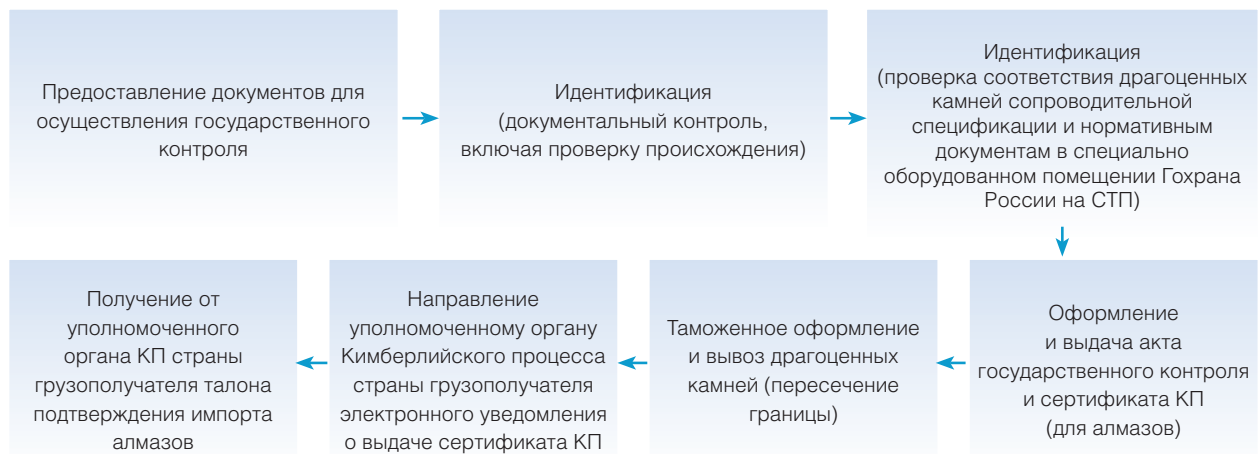 Предоставление документов для
осуществления государственного
контроля
Идентификация
(документальный контроль,
включая проверку происхождения)
Идентификация
(проверка соответствия драгоценных
камней сопроводительной
спецификации и нормативным
документам в специально
оборудованном помещении Гохрана
России на СТП)
Оформление
и выдача акта
государственного контроля
и сертификата КП
(для алмазов)
Таможенное оформление
и вывоз драгоценных
камней (пересечение
границы)
Направление
уполномоченному органу
Кимберлийского процесса
страны грузополучателя
электронного уведомления
о выдаче сертификата КП
Получение от
уполномоченного
органа КП страны
грузополучателя талона
подтверждения импорта
алмазов